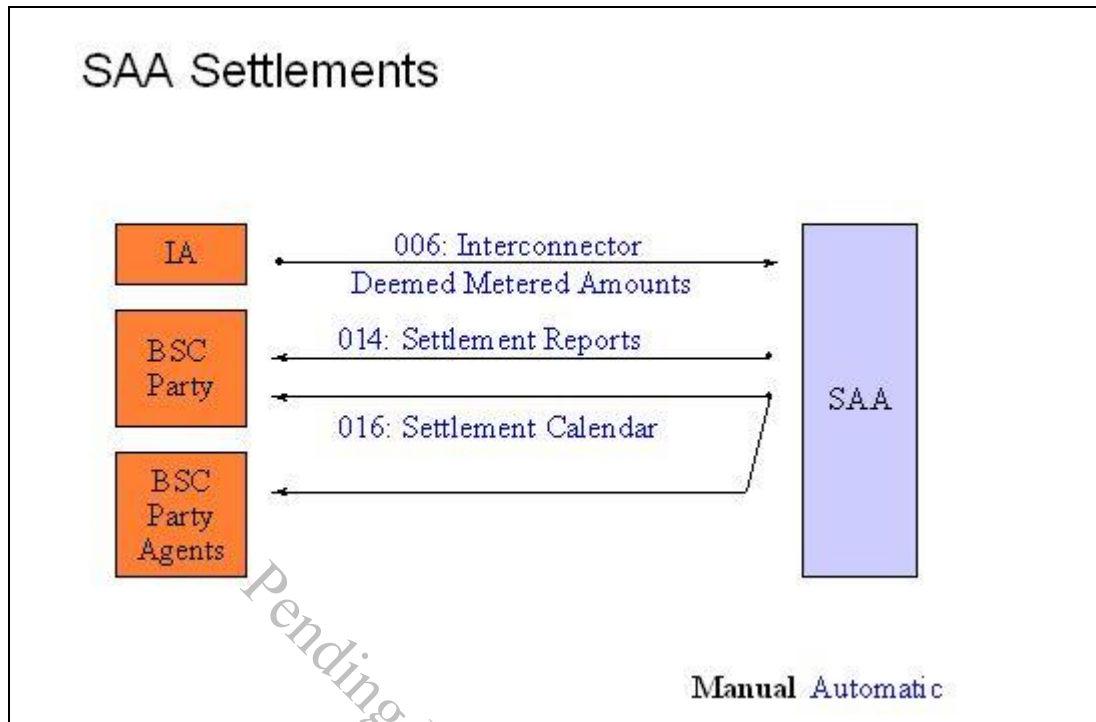 SAA Settlements
IA
006: Interconnector
Deemed Metered Amounts
BSC
Party
014: Settlement Reports
016: Settlement Calendar
SAA
BSC
Party
Agents
Pending
Manual Automatic